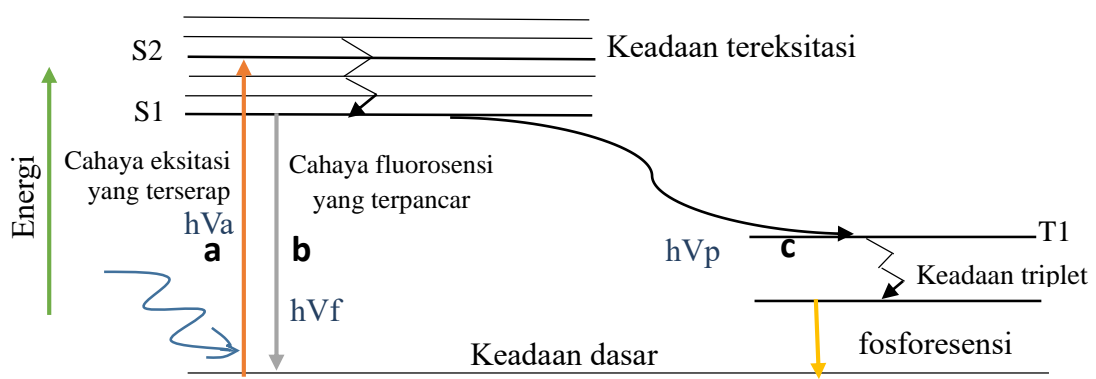 S2
Keadaan tereksitasi
S1
Energi
Cahaya eksitasi
yang terserap
hVa
a
Cahaya fluorosensi
yang terpancar
b
hVf
hVp
c
T1
Keadaan triplet
Keadaan dasar
fosforesensi